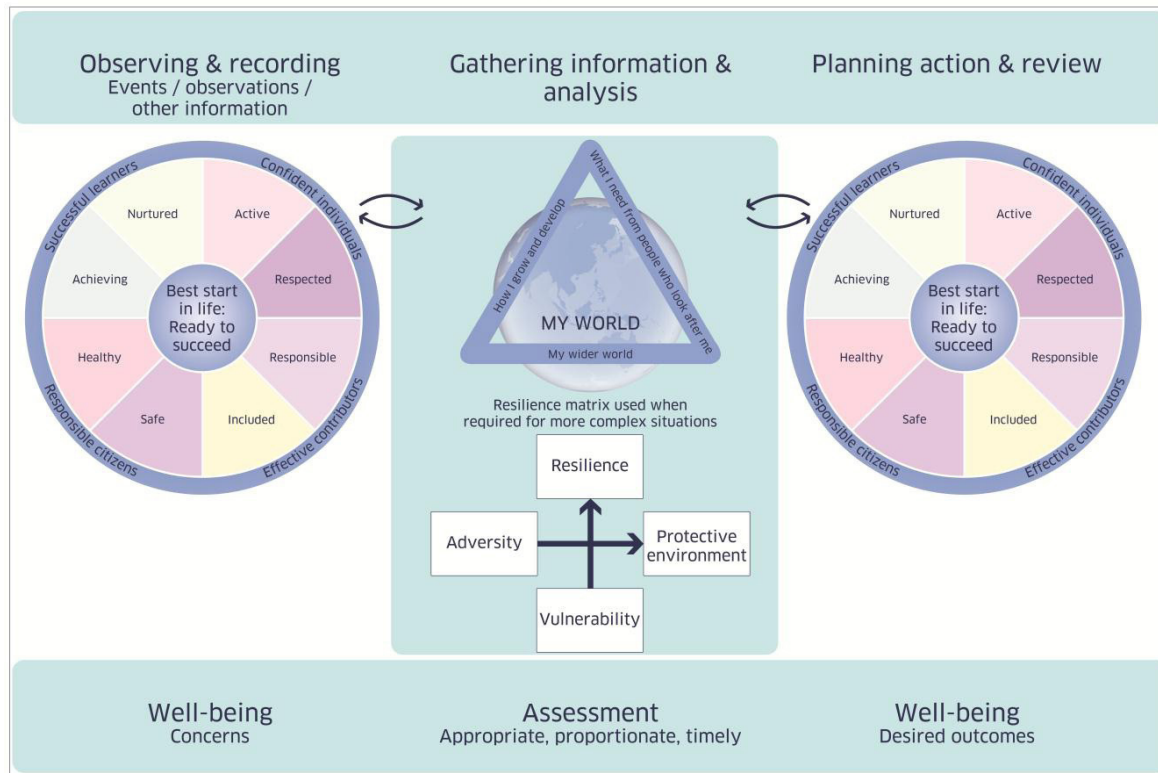 Observing & recording
Events / observations /
other information
Gathering information &
analysis
Planning action & review
Successful learners
Confident individuals
Nurtured
Active
Achieving
Respected
Best start
in life:
Ready to
succeed
Healthy
Responsible
Safe
Included
Responsible citizens
Effective contributors
How I grow and develop
What I need from people who look after me
MY WORLD
My wider world
Resilience matrix used when
required for more complex situations
Resilience
Adversity
Protective
environment
Vulnerability
Successful learners
Confident individuals
Nurtured
Active
Achieving
Respected
Best start
in life:
Ready to
succeed
Healthy
Responsible
Safe
Included
Responsible citizens
Effective contributors
Well-being
Concerns
Assessment
Appropriate, proportionate, timely
Well-being
Desired outcomes